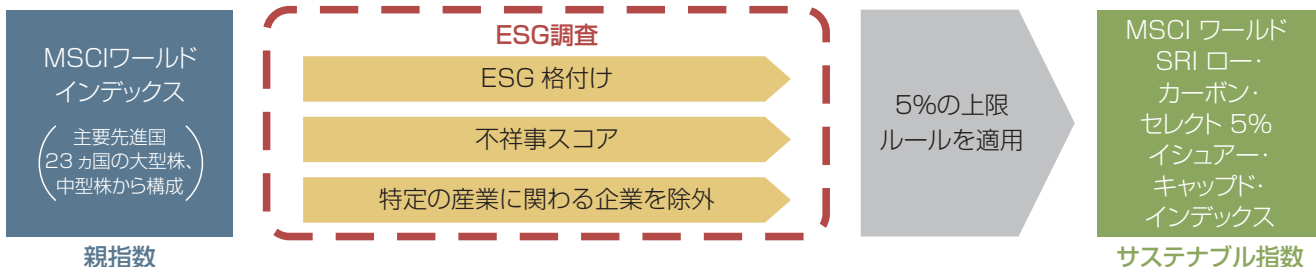 MSCIワールド
インデックス
主要先進国
23ヵ国の大型株、
中型株から構成
親指数
ESG調査
ESG 格付け
不祥事スコア
特定の産業に関わる企業を除外
5%の上限
ルールを適用
MSCI ワールド
SRI ロー・
カーボン・
セレクト 5%
イシュアー・
キャップド・
インデックス
サステナブル指数